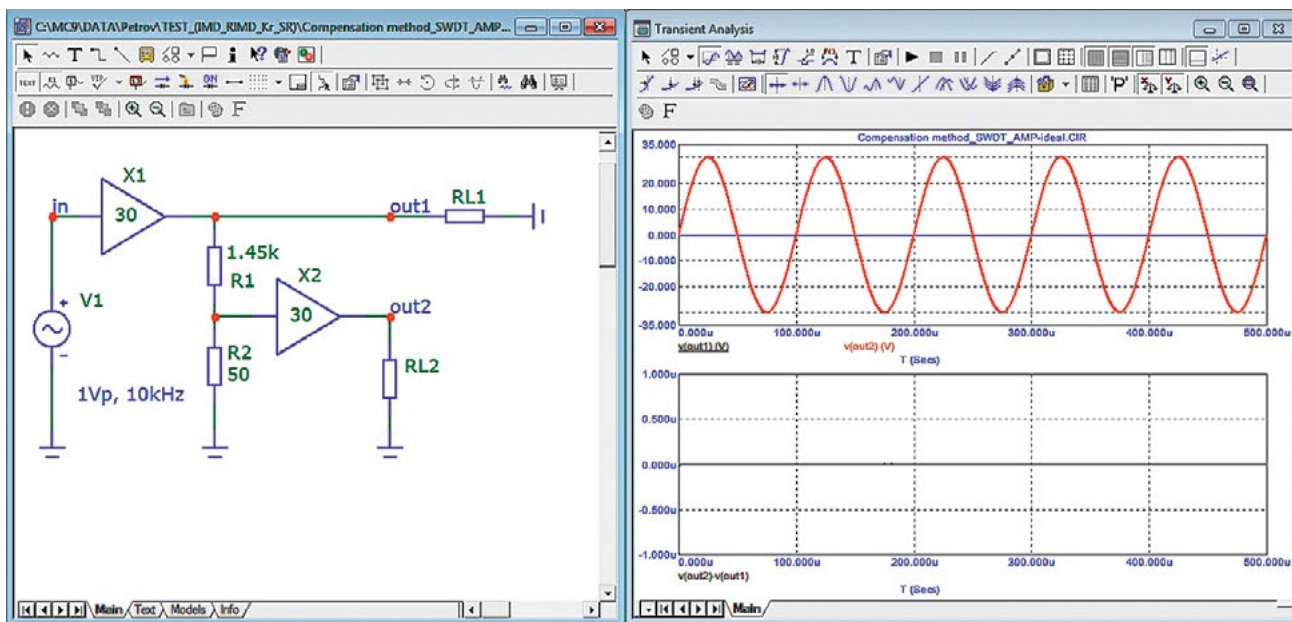 C:\MC9\DATA\Petrov\TEST_(IMD_RIMD_Kr_SR)\Compensation method_SWDT_AMP...
T
TEXT
ON
F
in
X1
30
out1
RL1
1.45k
R1
X2
30
out2
V1
R2
50
RL2
1Vp, 10kHz
Main
Text
Models
Info
Transient Analysis
T
'P'
F
Compensation method_SWDT_AMP-ideal.CIR
35.000
20.000
10.000
0.000
-10.000
-20.000
-35.000
0.000u 100.000u 200.000u 300.000u 400.000u 500.000u
v(out1) (V) v(out2) (V)
T (Secs)
1.000u
0.500u
0.000u
-0.500u
-1.000u
0.000u 100.000u 200.000u 300.000u 400.000u 500.000u
v(out2)-v(out1)
T (Secs)
Main